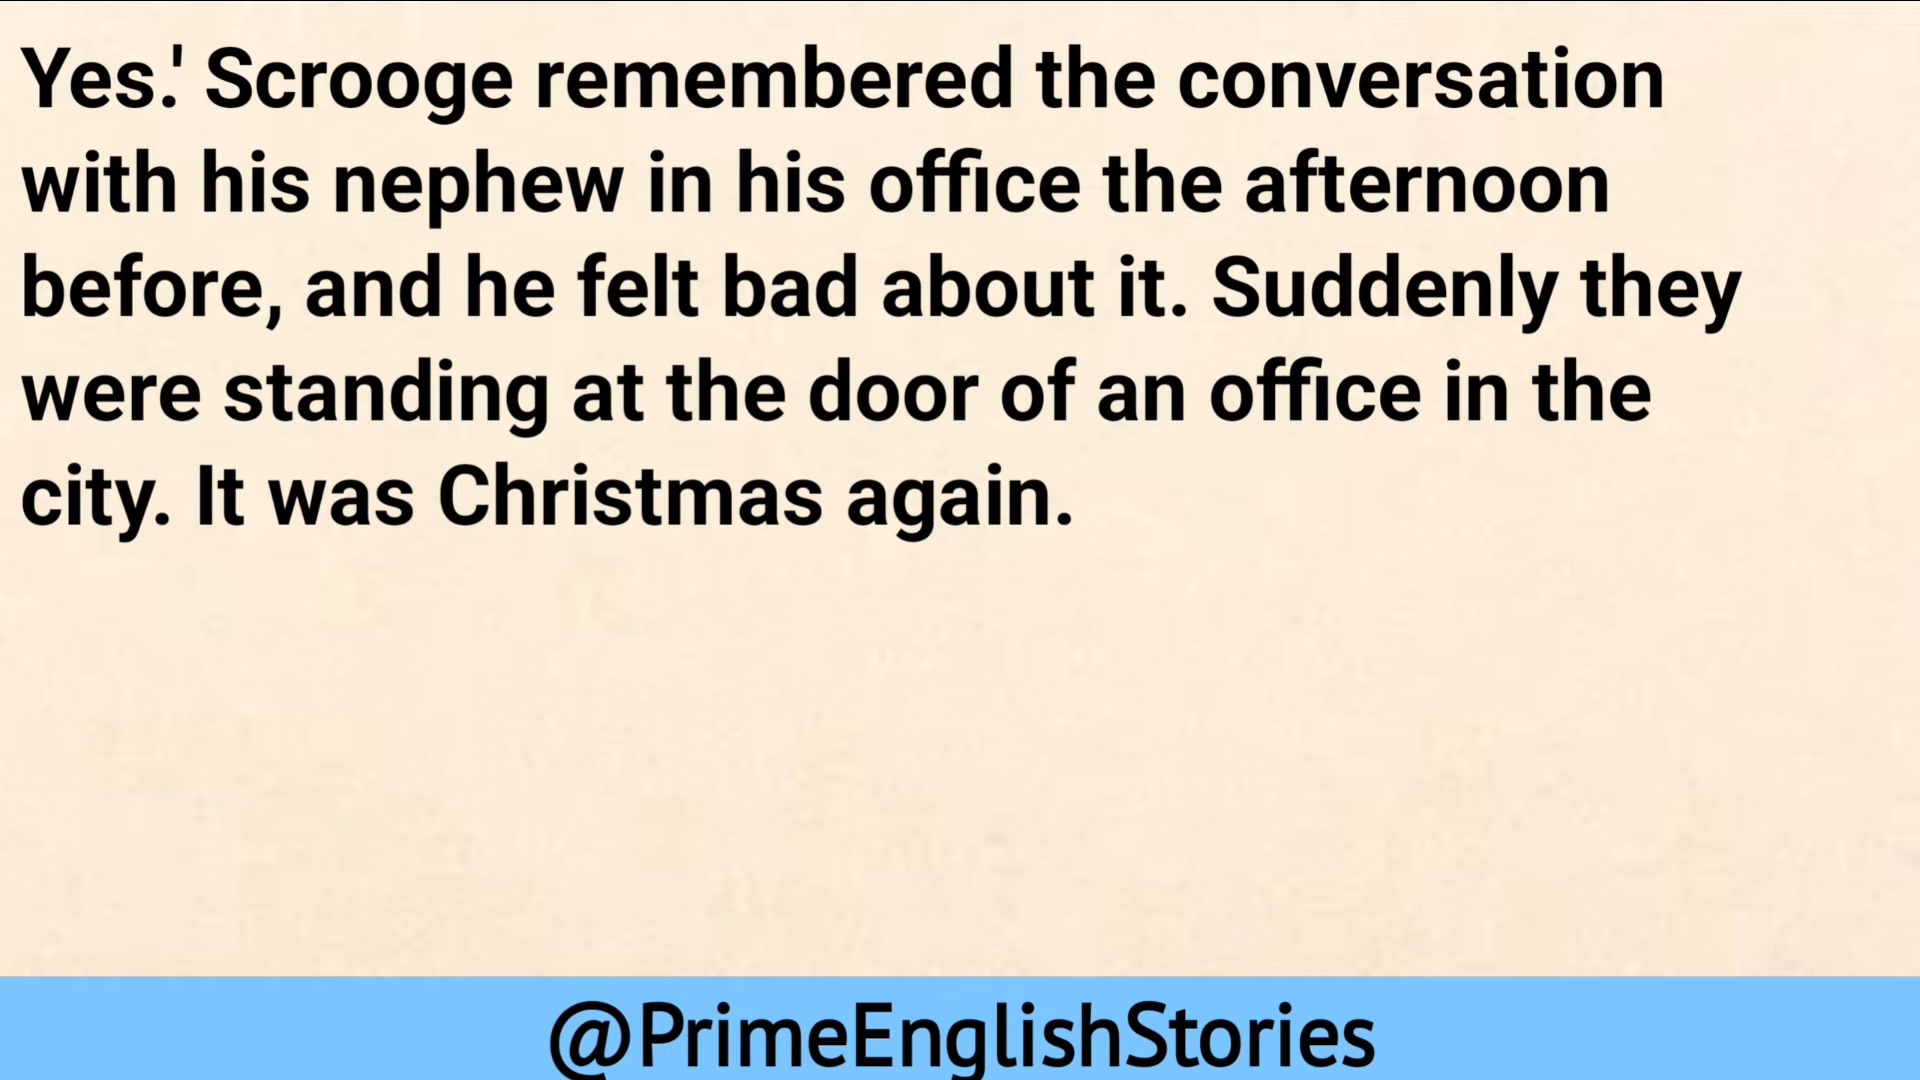 Yes.' Scrooge remembered the conversation
with his nephew in his office the afternoon
before, and he felt bad about it. Suddenly they
were standing at the door of an office in the
city. It was Christmas again.
@PrimeEnglishStories